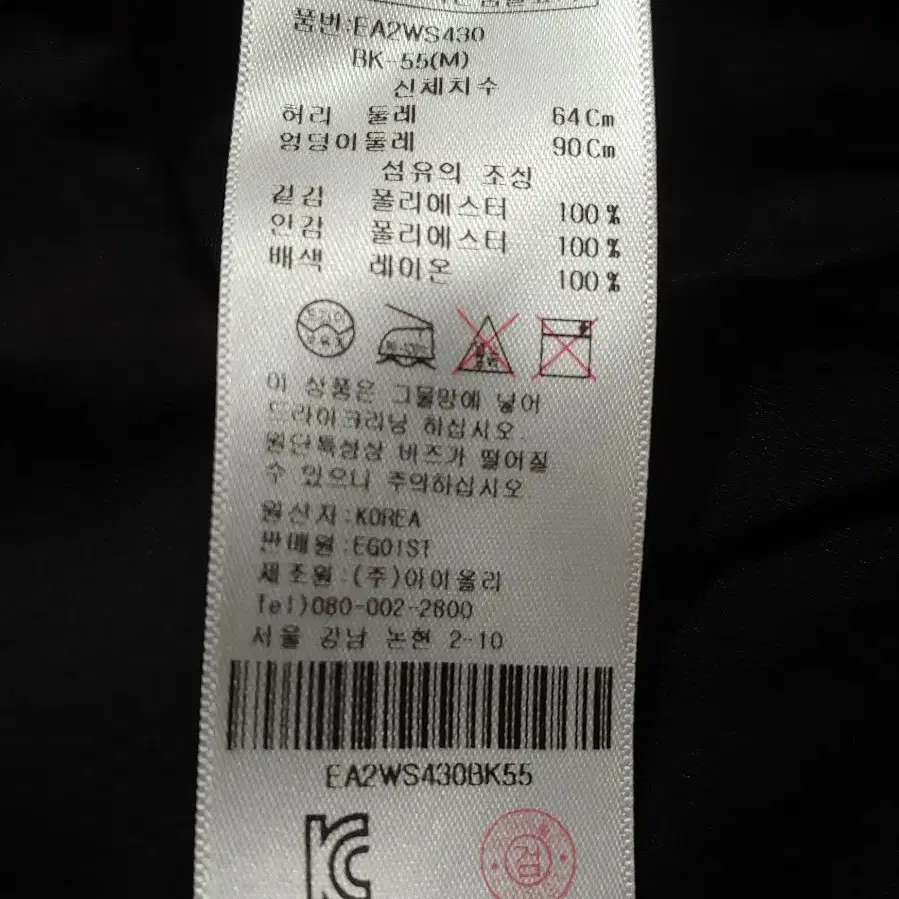 품번:EA2WS430
BK-55(M)
신체치수
허리 둘레 64Cm
엉덩이둘레 90Cm
섬유의 조성
겉감 폴리에스터 100%
안감 폴리에스터 100%
배색 레이온 100%
드라이
이 상품은 그물망에 넣어
드라이크리닝 하십시오.
원단특성상 비즈가 떨어질
수 있으니 주의하십시오
원산지:KOREA
판매원:EGOIST
제조원:(주)아이올리
Tel)080-002-2800
서울 강남 논현 2-10
EA2WS430BK55
검